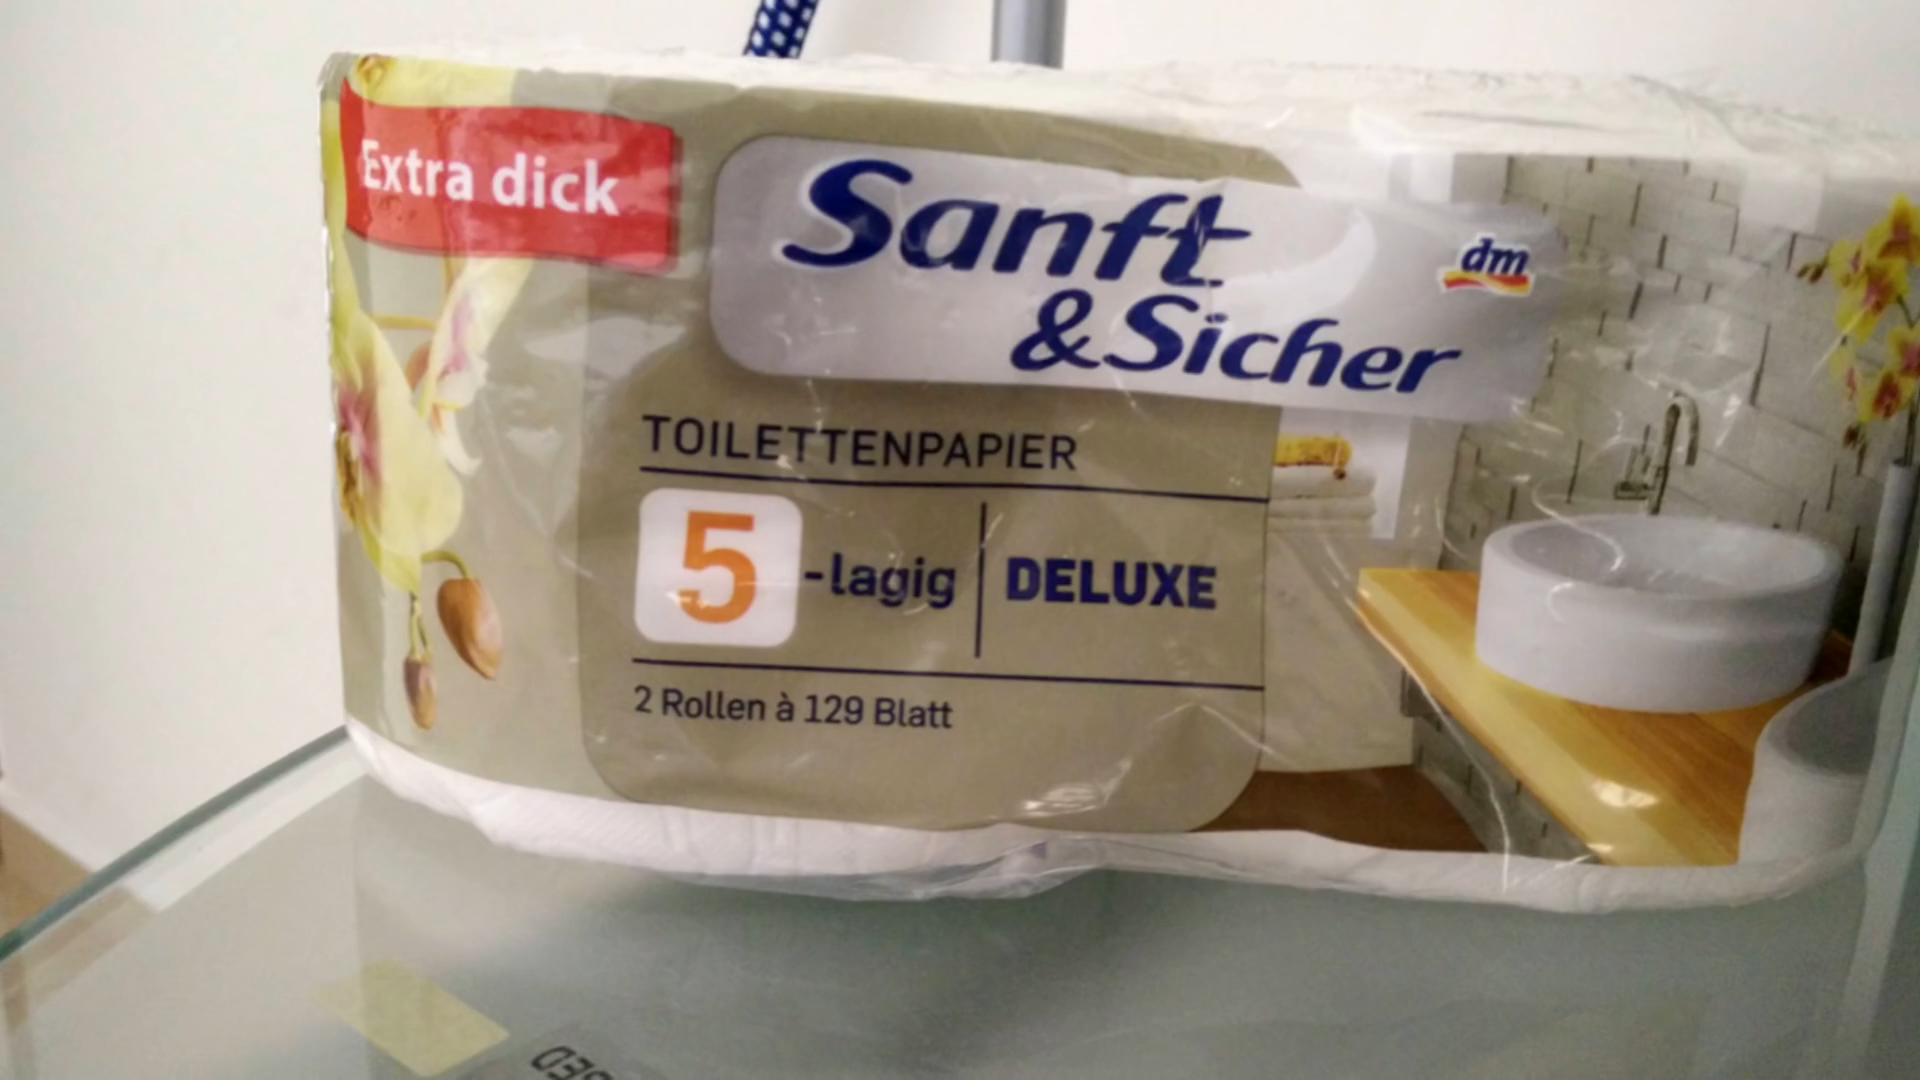 Extra dick
Sanft
&Sicher
dm
TOILETTENPAPIER
5-lagig
DELUXE
2 Rollen à 129 Blatt